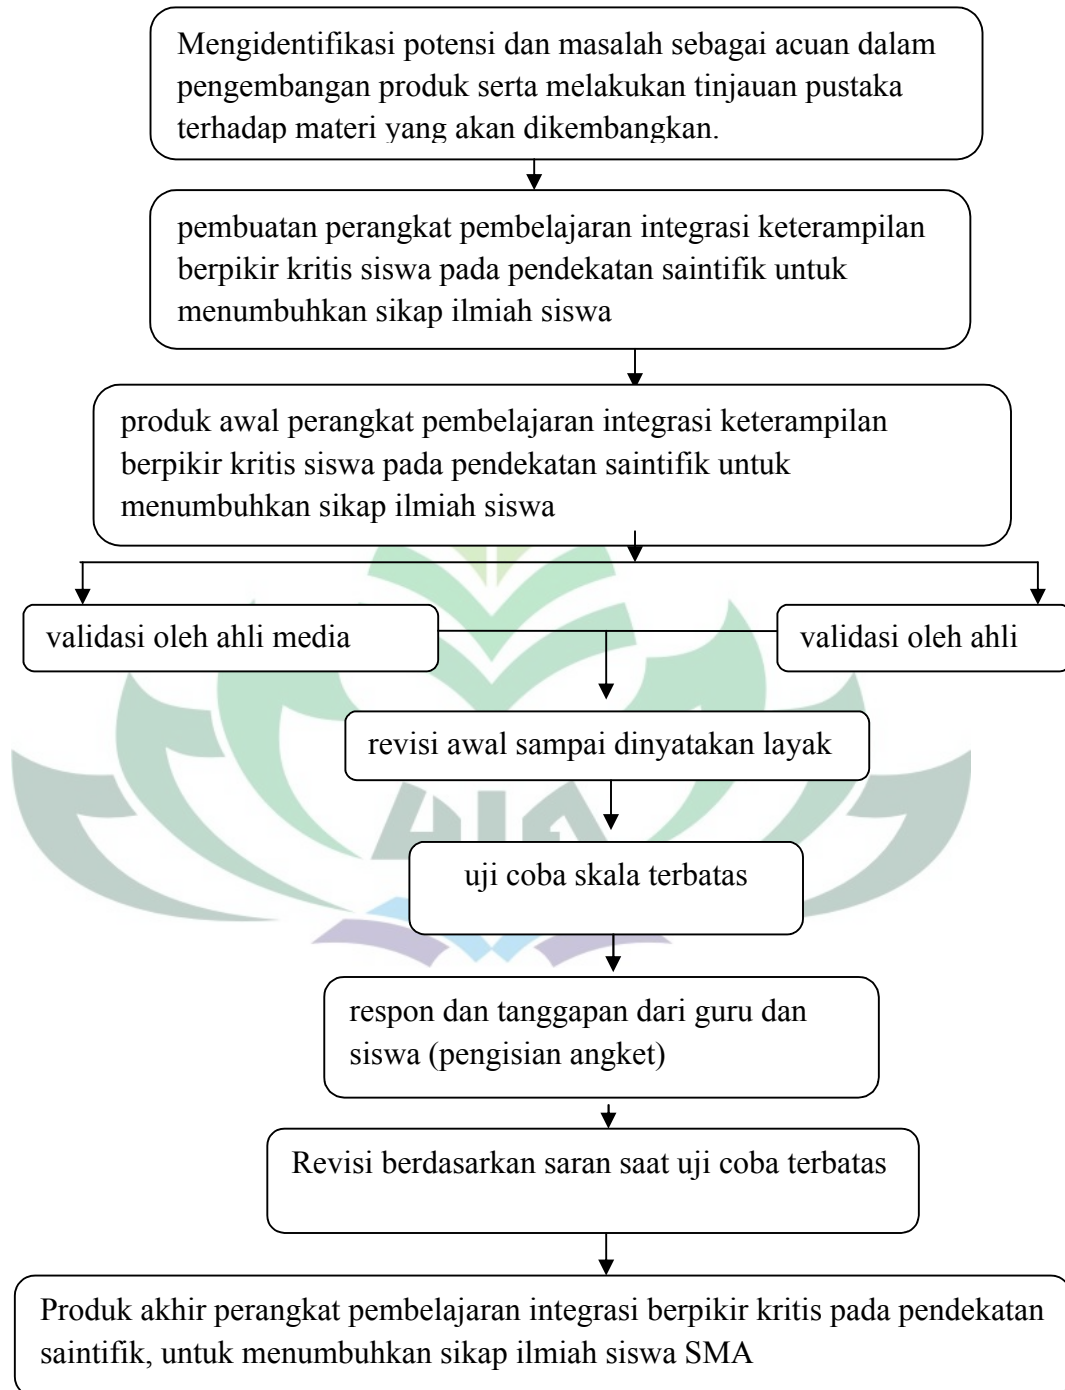 Mengidentifikasi potensi dan masalah sebagai acuan dalam
pengembangan produk serta melakukan tinjauan pustaka
terhadap materi yang akan dikembangkan.
pembuatan perangkat pembelajaran integrasi keterampilan
berpikir kritis siswa pada pendekatan saintifik untuk
menumbuhkan sikap ilmiah siswa
produk awal perangkat pembelajaran integrasi keterampilan
berpikir kritis siswa pada pendekatan saintifik untuk
menumbuhkan sikap ilmiah siswa
validasi oleh ahli media
validasi oleh ahli
revisi awal sampai dinyatakan layak
uji coba skala terbatas
respon dan tanggapan dari guru dan
siswa (pengisian angket)
Revisi berdasarkan saran saat uji coba terbatas
Produk akhir perangkat pembelajaran integrasi berpikir kritis pada pendekatan
saintifik, untuk menumbuhkan sikap ilmiah siswa SMA